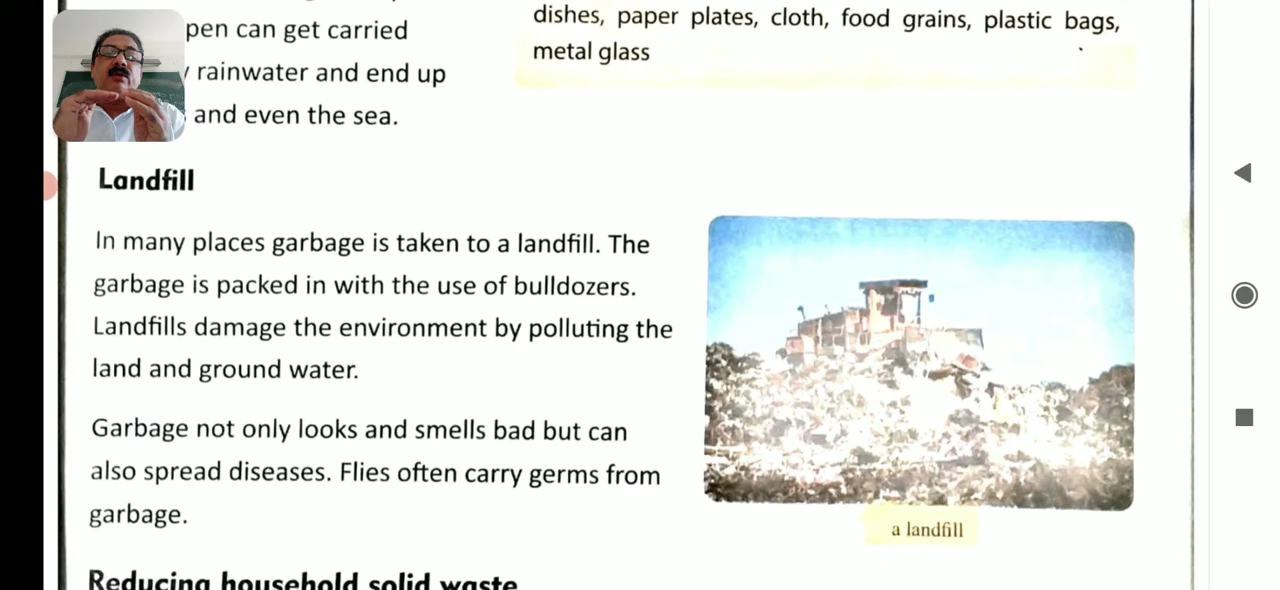 pen can get carried
rainwater and end up
and even the sea.
dishes, paper plates, cloth, food grains, plastic bags,
metal glass
Landfill
In many places garbage is taken to a landfill. The
garbage is packed in with the use of bulldozers.
Landfills damage the environment by polluting the
land and ground water.
Garbage not only looks and smells bad but can
also spread diseases. Flies often carry germs from
garbage.
a landfill
Reducing household solid waste